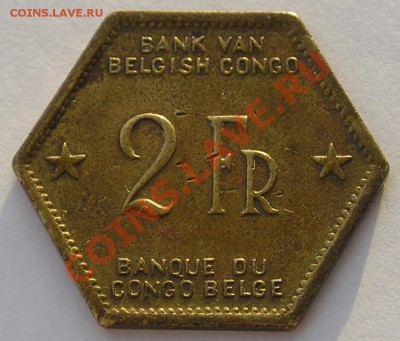 COINS.LAVE.RU
BANK VAN
BELGISH CONGO
2 FR
BANQUE DU
CONGO BELGE
COINS.LAVE.RU